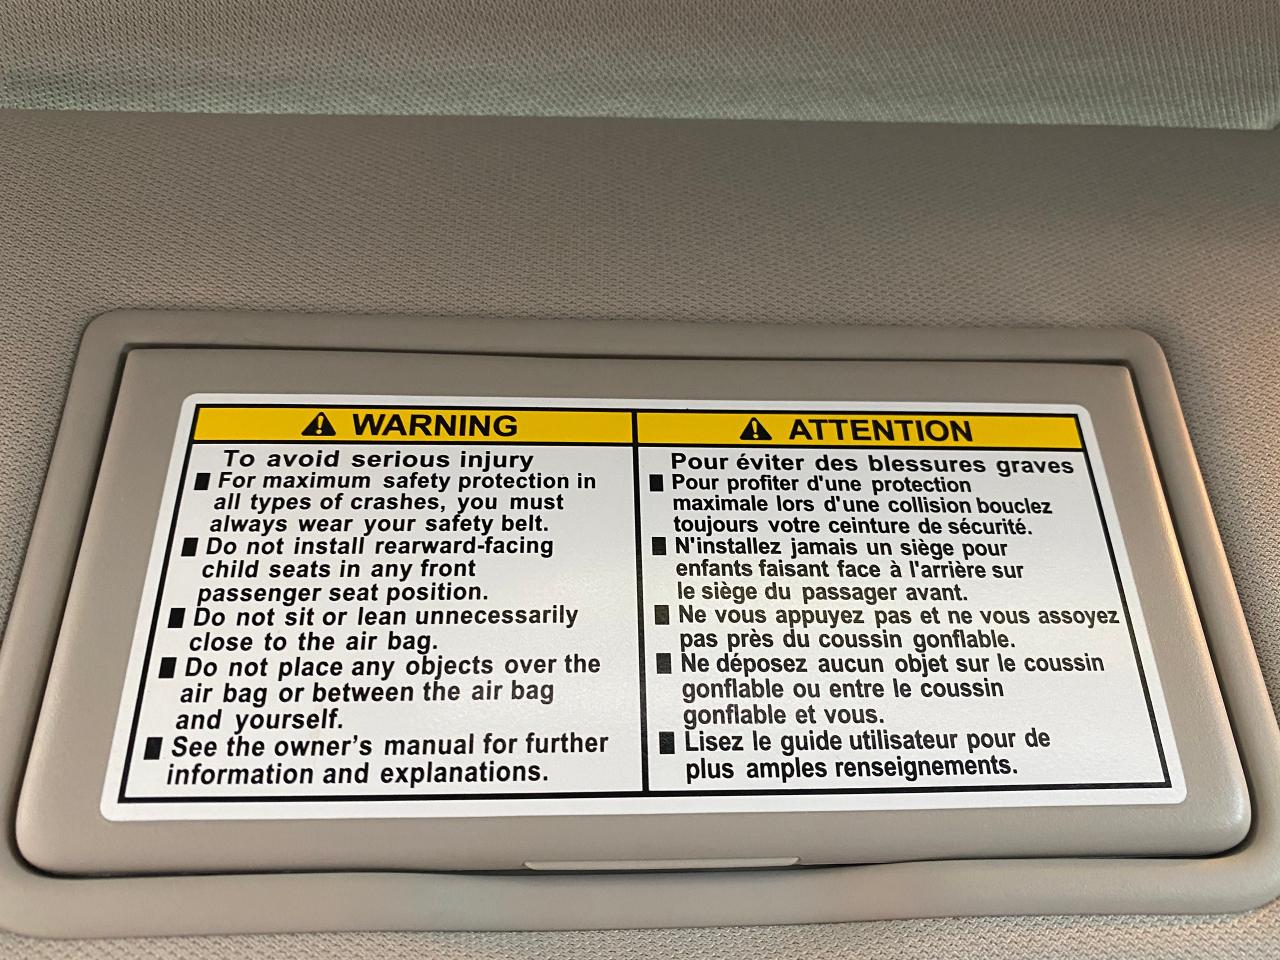 WARNING
To avoid serious injury
■ For maximum safety protection in
all types of crashes, you must
always wear your safety belt.
■ Do not install rearward-facing
child seats in any front
passenger seat position.
■ Do not sit or lean unnecessarily
close to the air bag.
■ Do not place any objects over the
air bag or between the air bag
and yourself.
■ See the owner's manual for further
information and explanations.
ATTENTION
Pour éviter des blessures graves
■ Pour profiter d'une protection
maximale lors d'une collision bouclez
toujours votre ceinture de sécurité.
■ N'installez jamais un siège pour
enfants faisant face à l'arrière sur
le siège du passager avant.
■ Ne vous appuyez pas et ne vous assoyez
pas près du coussin gonflable.
■ Ne déposez aucun objet sur le coussin
gonflable ou entre le coussin
gonflable et vous.
■ Lisez le guide utilisateur pour de
plus amples renseignements.